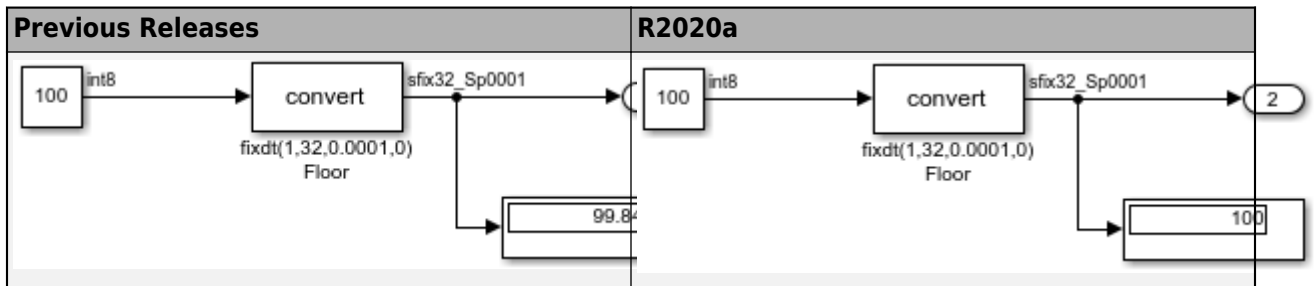 Previous Releases
R2020a
100
int8
convert
sfix32_Sp0001
fixdt(1,32,0.0001,0)
Floor
99.84
100
int8
convert
sfix32_Sp0001
2
fixdt(1,32,0.0001,0)
Floor
100